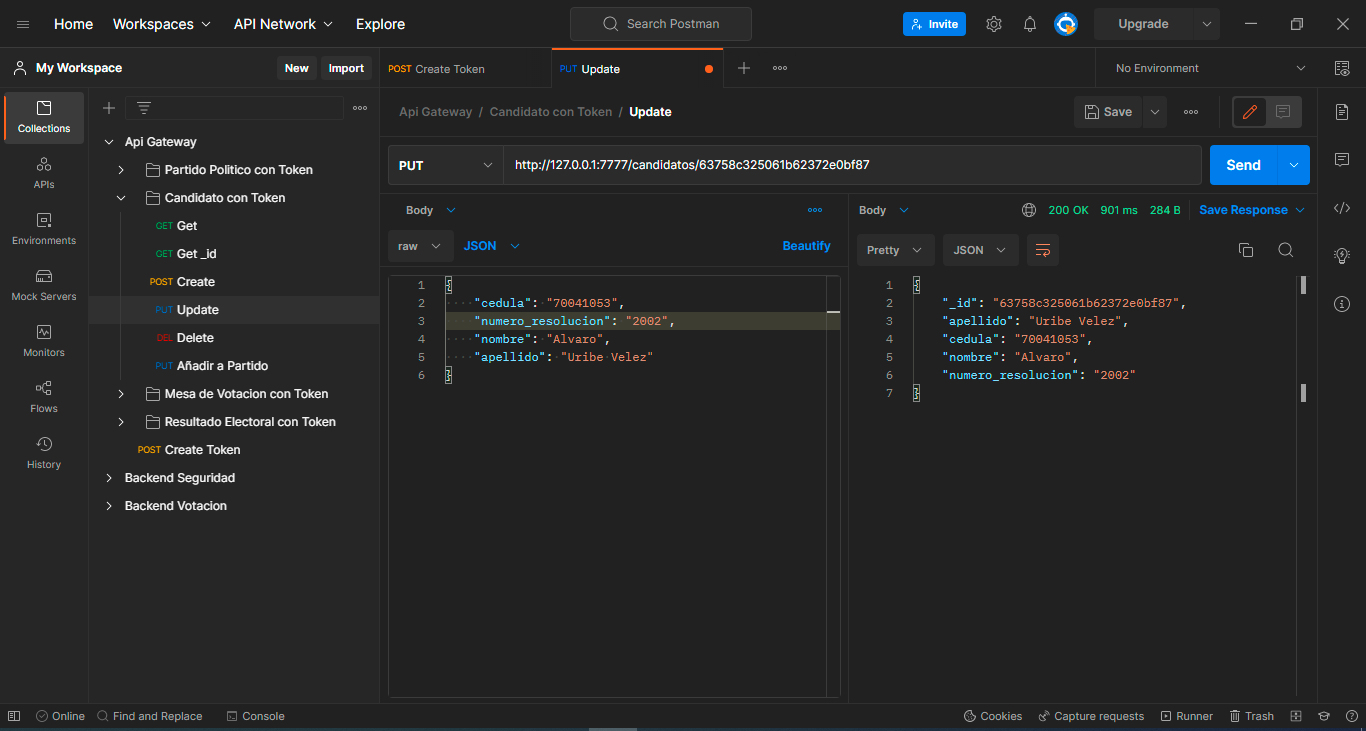 Home Workspaces API Network Explore Search Postman Invite Upgrade
My Workspace New Import POST Create Token PUT Update No Environment
Collections
APIs
Environments
Mock Servers
Monitors
Flows
History
Api Gateway
Partido Politico con Token
Candidato con Token
GET Get
GET Get _id
POST Create
PUT Update
DEL Delete
PUT Añadir a Partido
Mesa de Votacion con Token
Resultado Electoral con Token
POST Create Token
Backend Seguridad
Backend Votacion
Api Gateway / Candidato con Token / Update Save
PUT http://127.0.0.1:7777/candidatos/63758c325061b62372e0bf87 Send
Body
raw JSON Beautify
1 {
2 "cedula": "70041053",
3 "numero_resolucion": "2002",
4 "nombre": "Alvaro",
5 "apellido": "Uribe Velez"
6 }
Body 200 OK 901 ms 284 B Save Response
Pretty JSON
1 {
2 "_id": "63758c325061b62372e0bf87",
3 "apellido": "Uribe Velez",
4 "cedula": "70041053",
5 "nombre": "Alvaro",
6 "numero_resolucion": "2002"
7 }
Online Find and Replace Console Cookies Capture requests Runner Trash